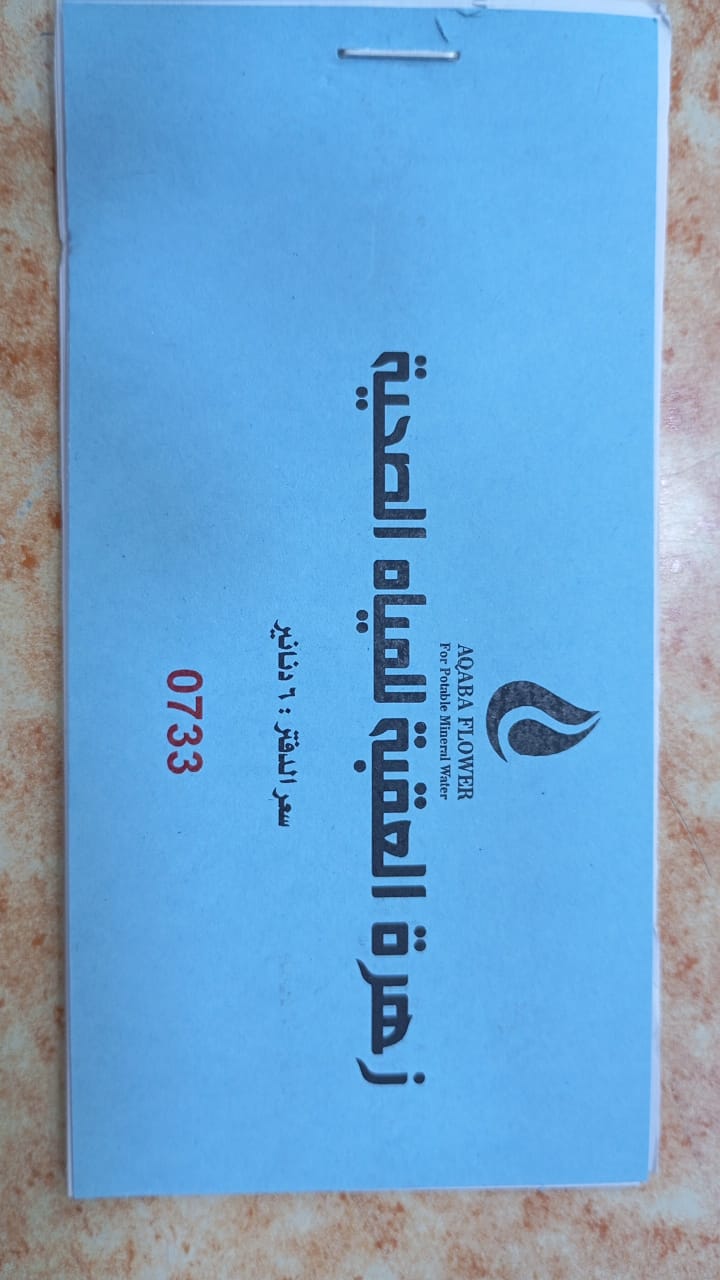 AQABA FLOWER
For Potable Mineral Water
زهرة العقبة للمياه الصحية
سعر الدفتر : ٦ دنانير
0733